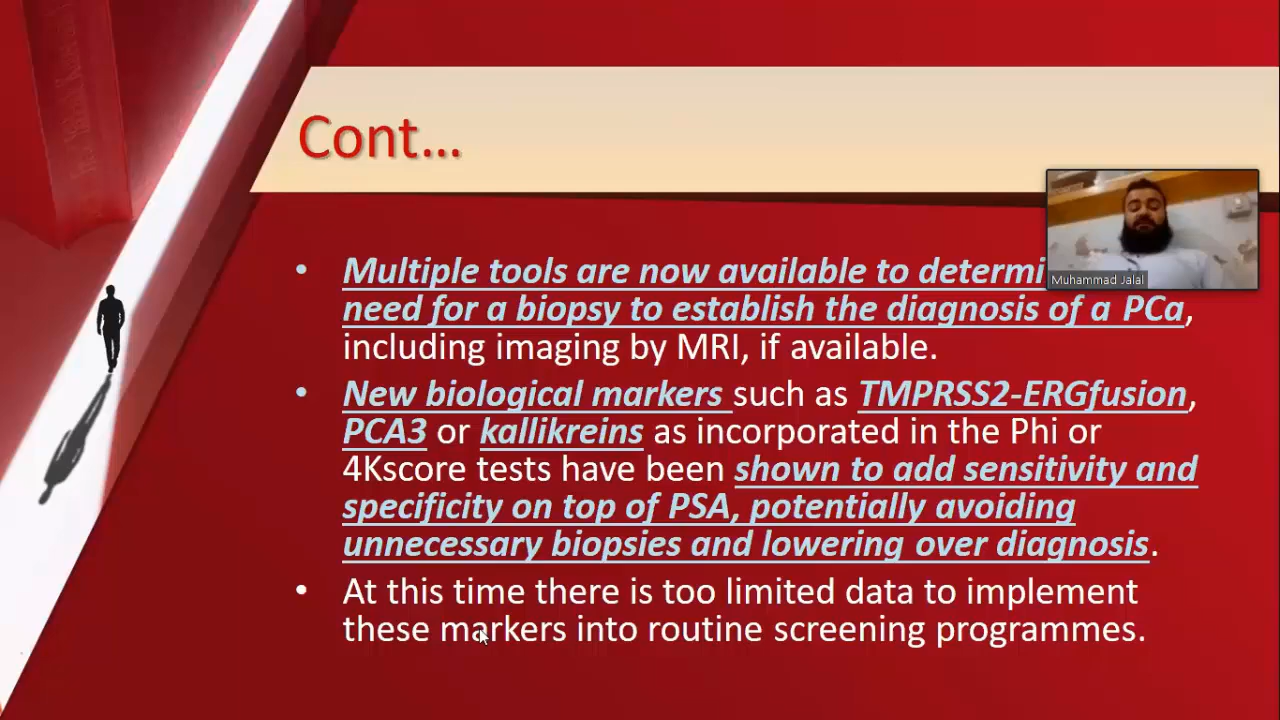 Cont...
• Multiple tools are now available to determi
need for a biopsy to establish the diagnosis of a PCa,
including imaging by MRI, if available.
• New biological markers such as TMPRSS2-ERGfusion,
PCA3 or kallikreins as incorporated in the Phi or
4Kscore tests have been shown to add sensitivity and
specificity on top of PSA, potentially avoiding
unnecessary biopsies and lowering over diagnosis.
• At this time there is too limited data to implement
these markers into routine screening programmes.
Muhammad Jalal